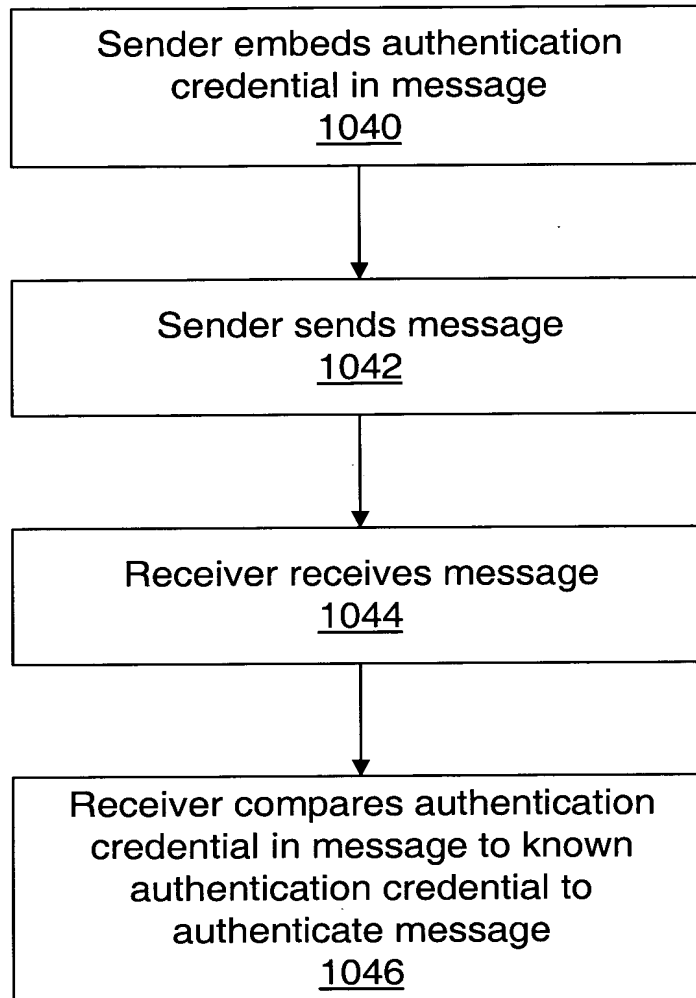 Sender embeds authentication
credential in message
1040
Sender sends message
1042
Receiver receives message
1044
Receiver compares authentication
credential in message to known
authentication credential to
authenticate message
1046